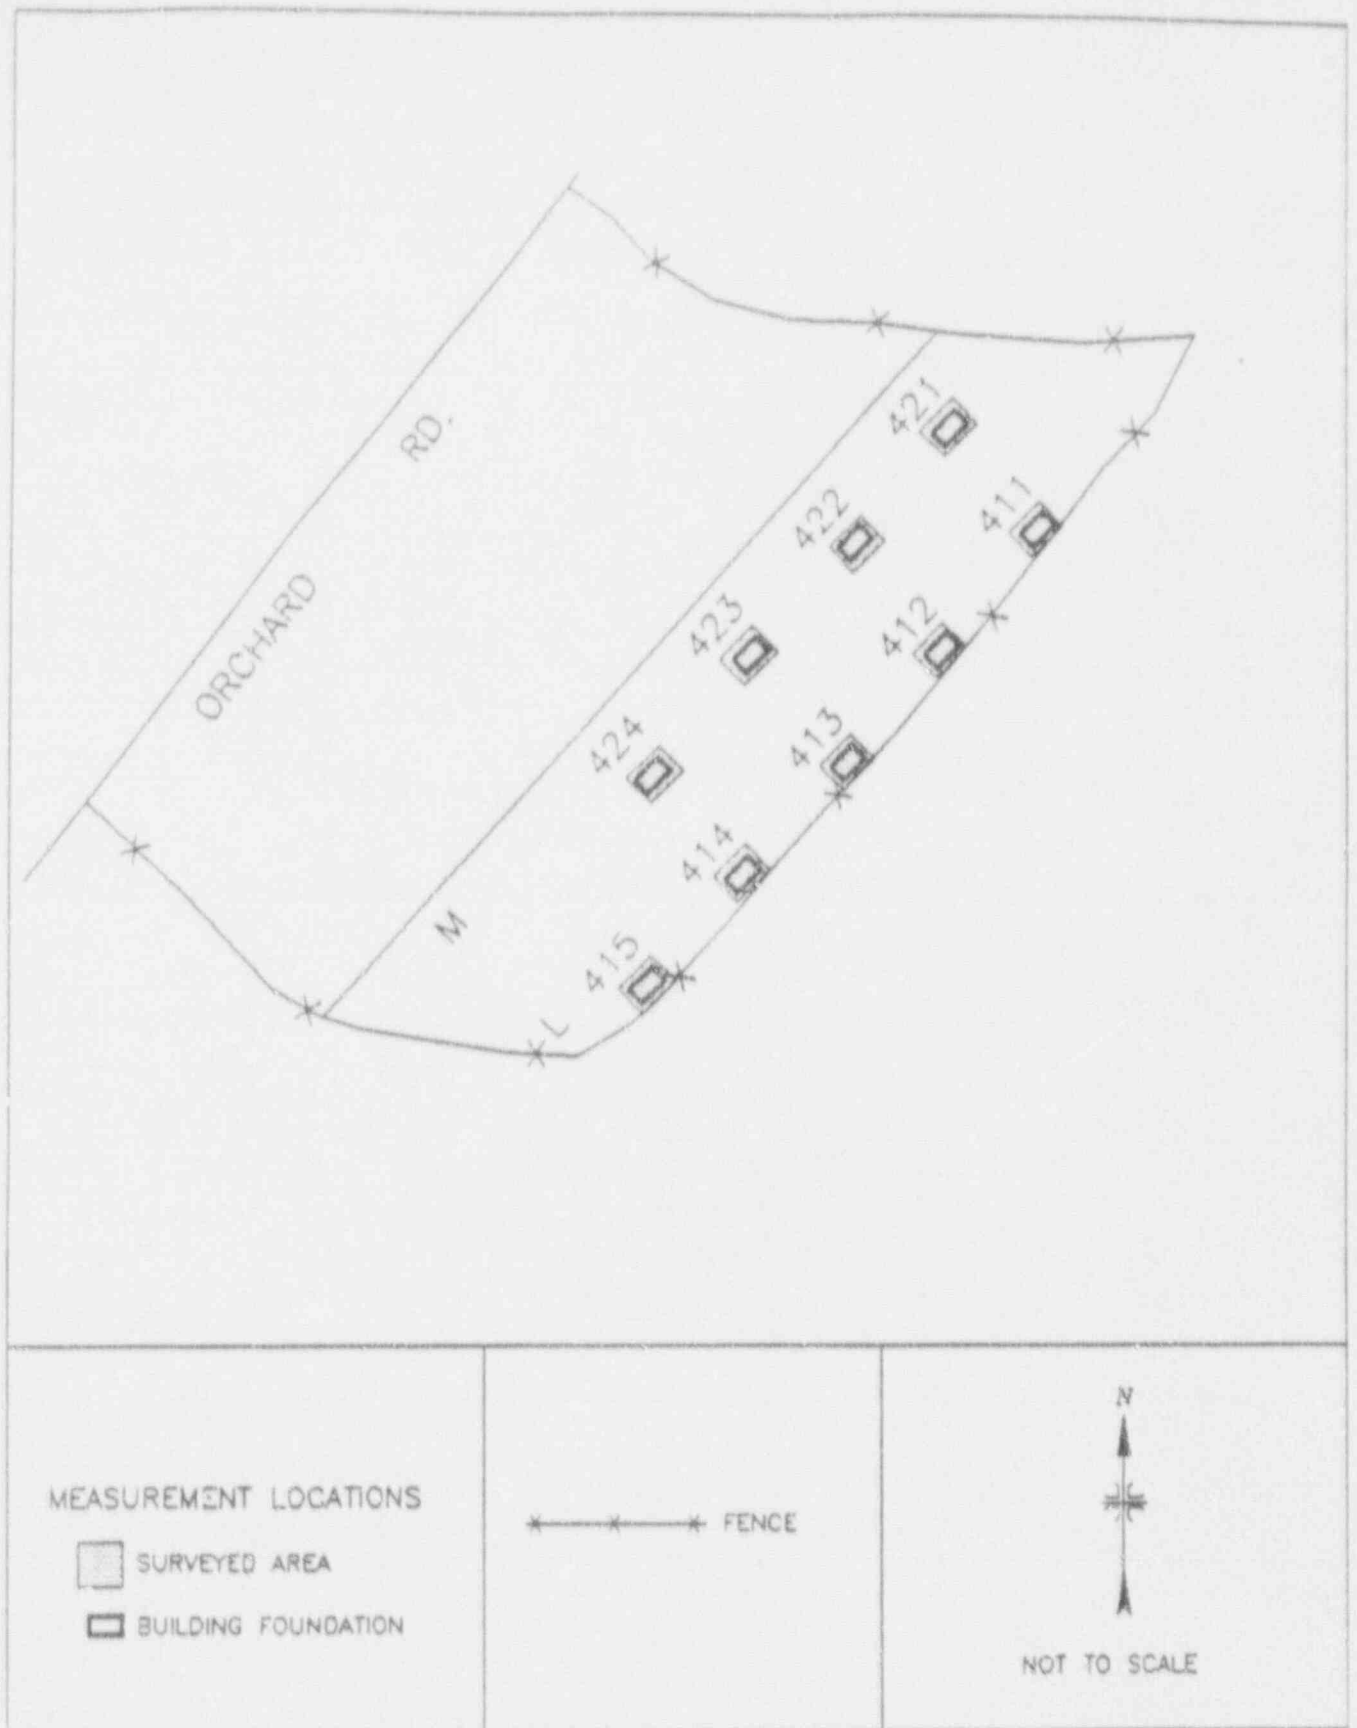 421
RD.
411
422
ORCHARD
423
412
424
413
414
M
415
L
N
MEASUREMENT LOCATIONS
SURVEYED AREA
BUILDING FOUNDATION
FENCE
NOT TO SCALE